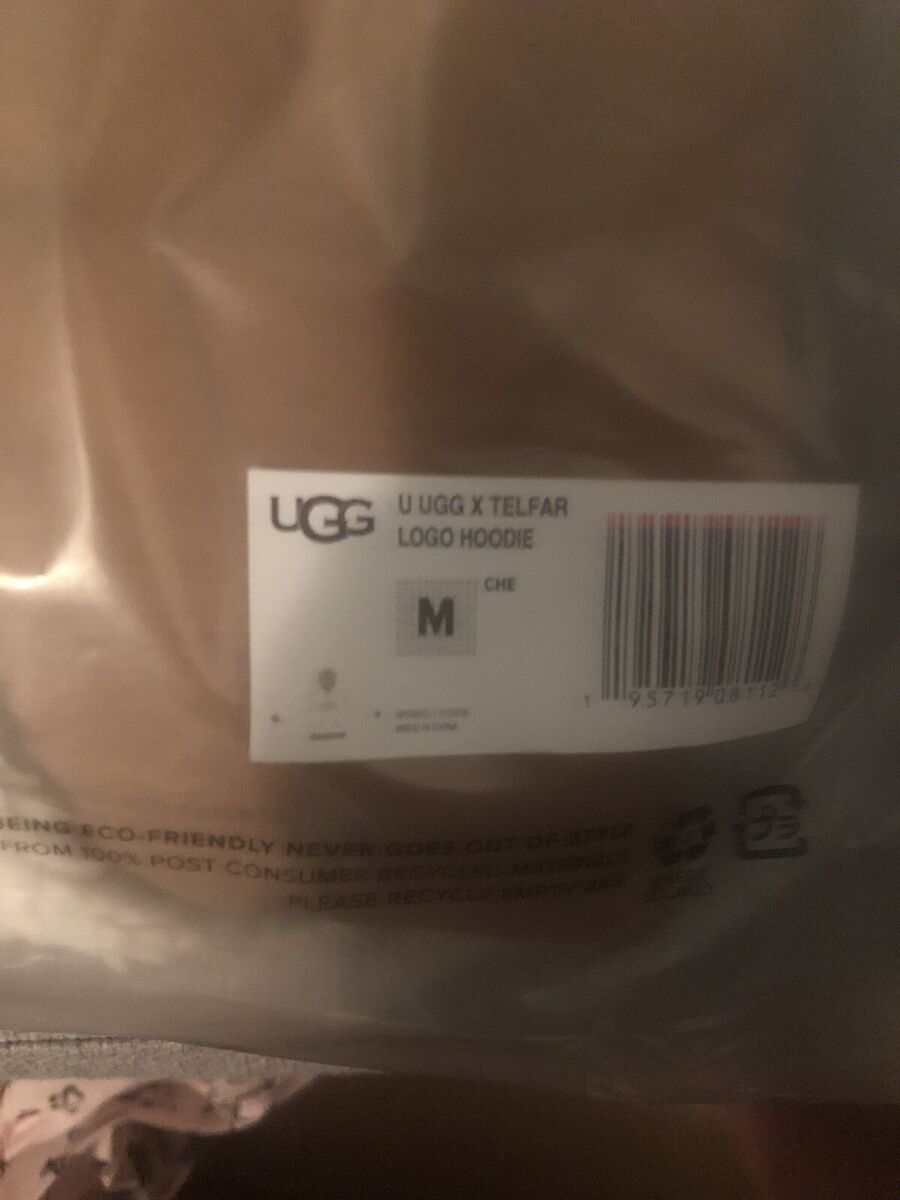 UGG
U UGG X TELFAR
LOGO HOODIE
CHE
M
MADE IN CHINA
1 95719 08112
BEING ECO-FRIENDLY NEVER GOES OUT OF STYLE
FROM 100% POST CONSUMER RECYCLED MATERIALS
PLEASE RECYCLE EMPTY BAG